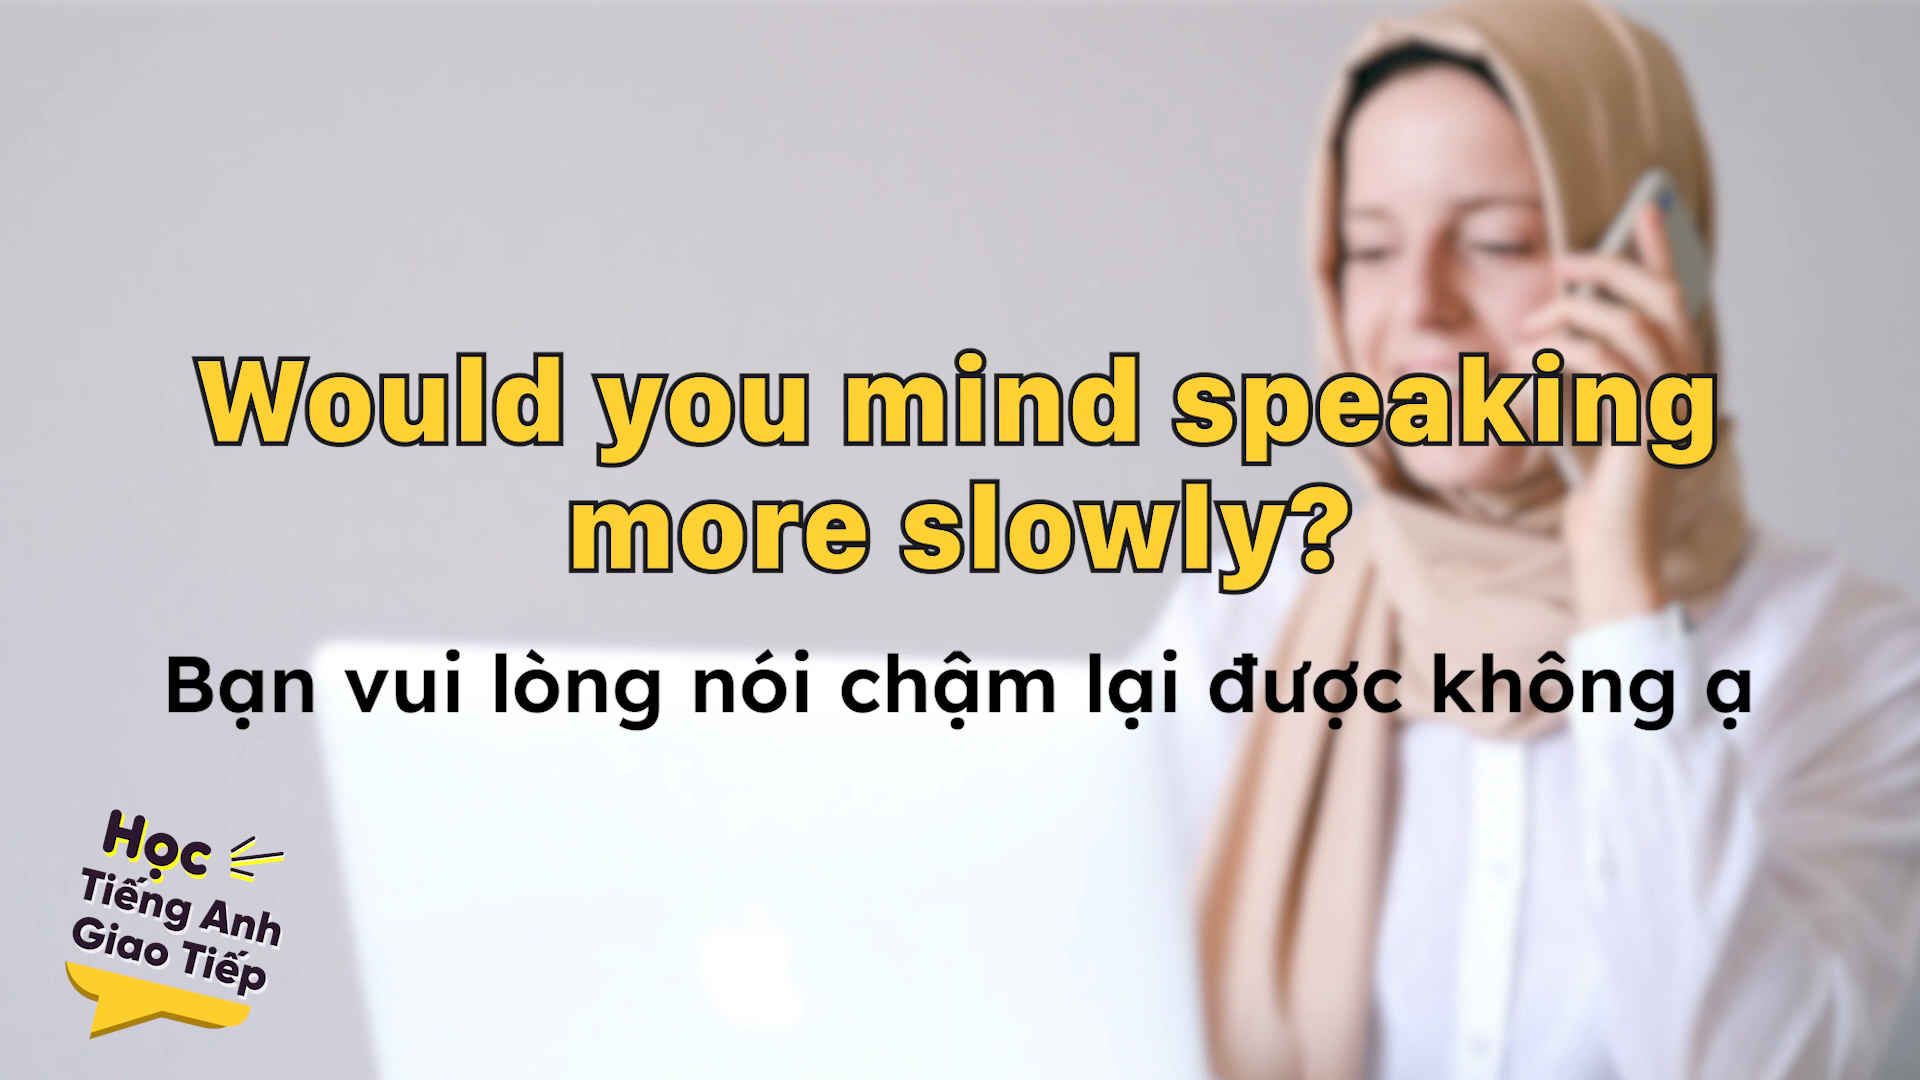 Would you mind speaking
more slowly?
Bạn vui lòng nói chậm lại được không ạ
Học
Tiếng Anh
Giao Tiếp